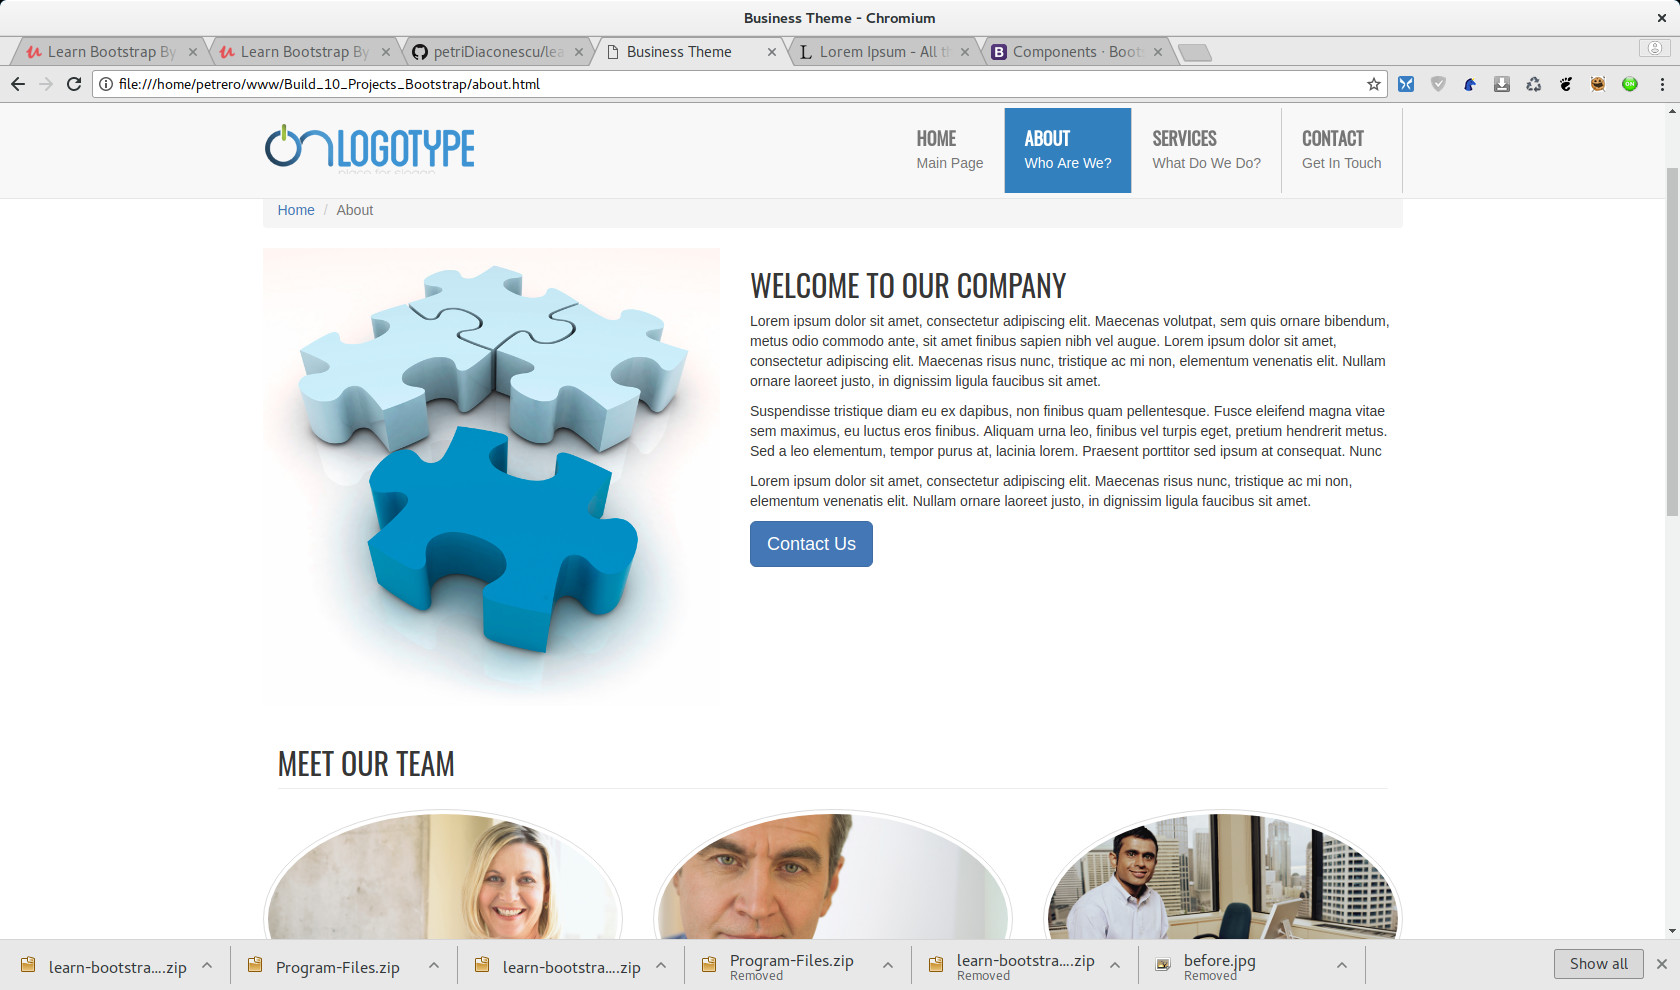 Business Theme - Chromium
Learn Bootstrap By
Learn Bootstrap By
petriDiaconescu/lea
Business Theme
Lorem Ipsum - All t
Components · Boots
file:///home/petrero/www/Build_10_Projects_Bootstrap/about.html
LOGOTYPE
HOME
Main Page
ABOUT
Who Are We?
SERVICES
What Do We Do?
CONTACT
Get In Touch
Home / About
WELCOME TO OUR COMPANY
Lorem ipsum dolor sit amet, consectetur adipiscing elit. Maecenas volutpat, sem quis ornare bibendum,
metus odio commodo ante, sit amet finibus sapien nibh vel augue. Lorem ipsum dolor sit amet,
consectetur adipiscing elit. Maecenas risus nunc, tristique ac mi non, elementum venenatis elit. Nullam
ornare laoreet justo, in dignissim ligula faucibus sit amet.
Suspendisse tristique diam eu ex dapibus, non finibus quam pellentesque. Fusce eleifend magna vitae
sem maximus, eu luctus eros finibus. Aliquam urna leo, finibus vel turpis eget, pretium hendrerit metus.
Sed a leo elementum, tempor purus at, lacinia lorem. Praesent porttitor sed ipsum at consequat. Nunc
Lorem ipsum dolor sit amet, consectetur adipiscing elit. Maecenas risus nunc, tristique ac mi non,
elementum venenatis elit. Nullam ornare laoreet justo, in dignissim ligula faucibus sit amet.
Contact Us
MEET OUR TEAM
learn-bootstra....zip
Program-Files.zip
learn-bootstra....zip
Program-Files.zip
Removed
learn-bootstra....zip
Removed
before.jpg
Removed
Show all